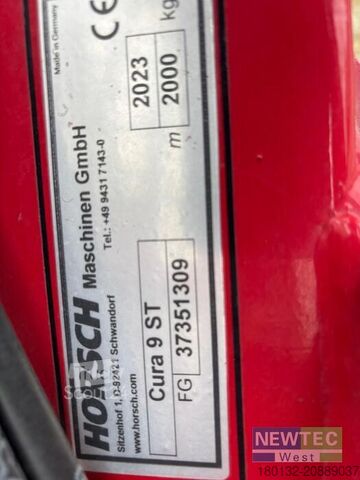 HORSCH
Maschinen GmbH
Sitzenhof 1, D-92421 Schwandorf
Tel.: +49 9431 7143-0
www.horsch.com
Made in Germany
CE
Cura 9 ST
2023
FG 37351309
m 2000 kg
NEWTEC
West
180132-20889037